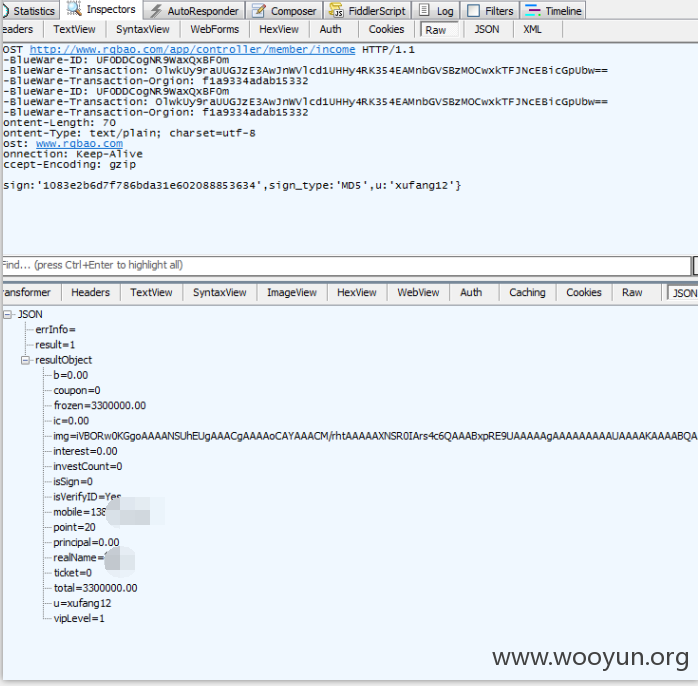 Statistics Inspectors AutoResponder Composer FiddlerScript Log Filters Timeline
eaders TextView SyntaxView WebForms HexView Auth Cookies Raw JSON XML
OST http://www.rqbao.com/app/controller/member/income HTTP/1.1
-BlueWare-ID: UFODDCogNR9WaxQxBF0m
-BlueWare-Transaction: OlwkUy9raUUGJzE3AwJnWVlcd1UHHy4RK354EAMnbGVSBzMOCwxkTFJNcEBicGpUbw==
-BlueWare-Transaction-Orgion: f1a9334adab15332
-BlueWare-ID: UFODDCogNR9WaxQxBF0m
-BlueWare-Transaction: OlwkUy9raUUGJzE3AwJnWVlcd1UHHy4RK354EAMnbGVSBzMOCwxkTFJNcEBicGpUbw==
-BlueWare-Transaction-Orgion: f1a9334adab15332
ontent-Length: 70
ontent-Type: text/plain; charset=utf-8
ost: www.rqbao.com
onnection: Keep-Alive
ccept-Encoding: gzip
sign:'1083e2b6d7f786bda31e602088853634',sign_type:'MD5',u:'xufang12'}
Find... (press Ctrl+Enter to highlight all)
ransformer Headers TextView SyntaxView ImageView HexView WebView Auth Caching Cookies Raw JSON
JSON
errInfo=
result=1
resultObject
b=0.00
coupon=0
frozen=3300000.00
ic=0.00
img=iVBORw0KGgoAAAANSUhEUgAAACgAAAAoCAYAAACM/rhtAAAAAXNSR0IArs4c6QAAABxpRE9UAAAAAgAAAAAAAAAUAAAAKAAAABQA
interest=0.00
investCount=0
isSign=0
isVerifyID=Yes
mobile=138
point=20
principal=0.00
realName=
ticket=0
total=3300000.00
u=xufang12
vipLevel=1
www.wooyun.org